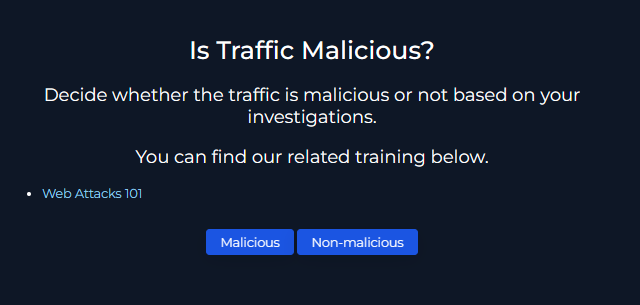 Is Traffic Malicious?
Decide whether the traffic is malicious or not based on your
investigations.
You can find our related training below.
Web Attacks 101
Malicious
Non-malicious